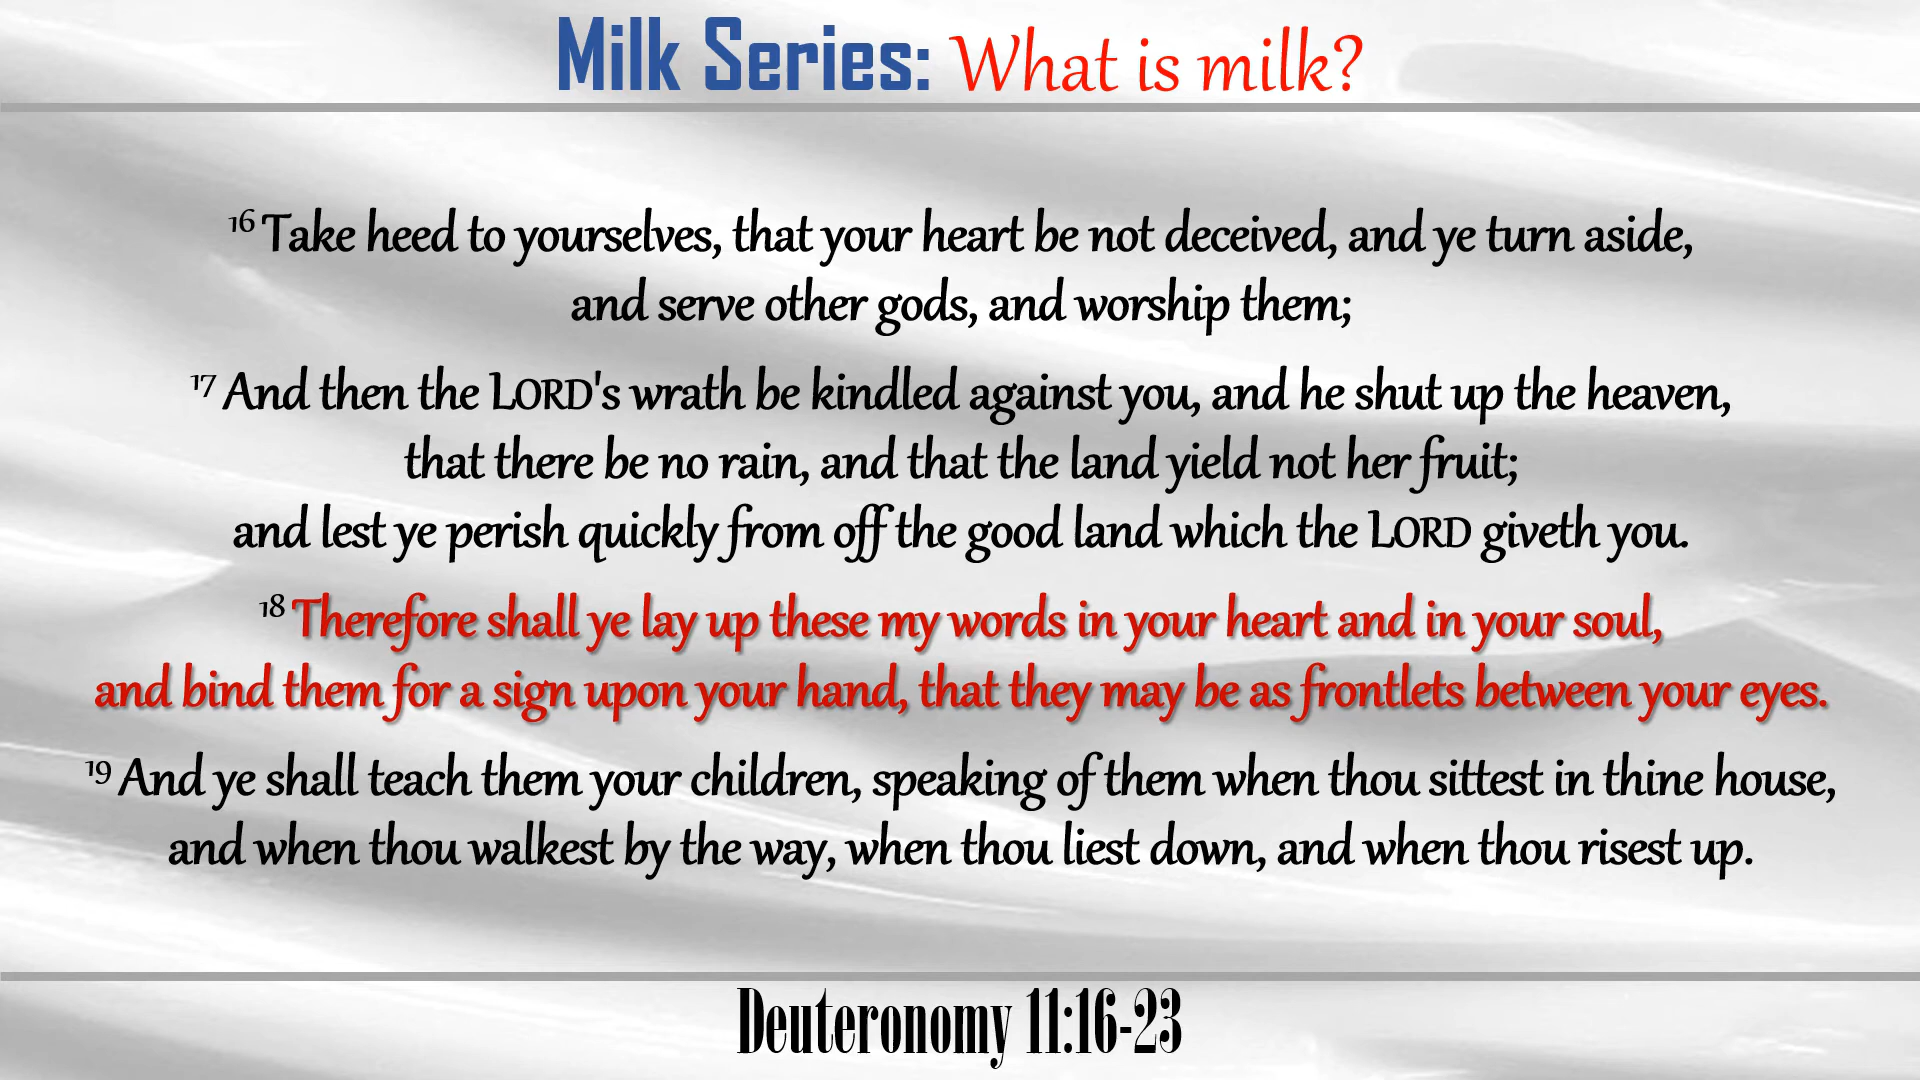 Milk Series: What is milk?
16 Take heed to yourselves, that your heart be not deceived, and ye turn aside,
and serve other gods, and worship them;
17 And then the LORD's wrath be kindled against you, and he shut up the heaven,
that there be no rain, and that the land yield not her fruit;
and lest ye perish quickly from off the good land which the LORD giveth you.
18 Therefore shall ye lay up these my words in your heart and in your soul,
and bind them for a sign upon your hand, that they may be as frontlets between your eyes.
19 And ye shall teach them your children, speaking of them when thou sittest in thine house,
and when thou walkest by the way, when thou liest down, and when thou risest up.
Deuteronomy 11:16-23